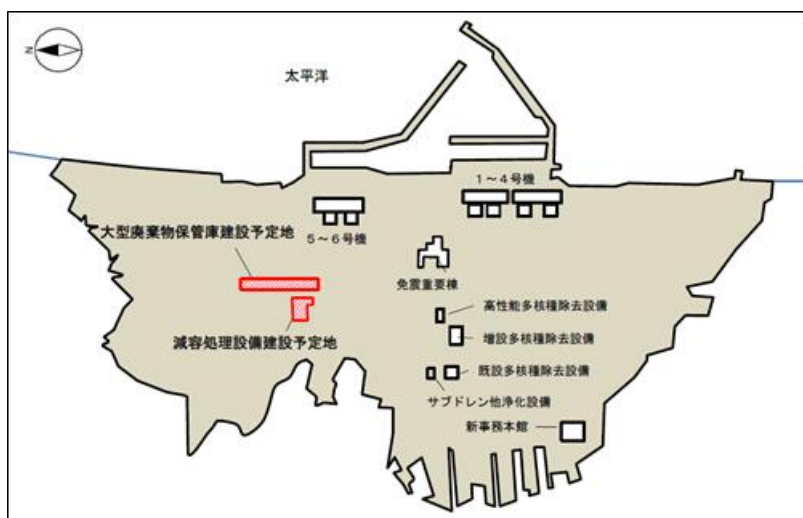 N
太平洋
1～4号機
5～6号機
大型廃棄物保管庫建設予定地
免震重要棟
高性能多核種除去設備
増設多核種除去設備
減容処理設備建設予定地
既設多核種除去設備
サブドレン他浄化設備
新事務本館